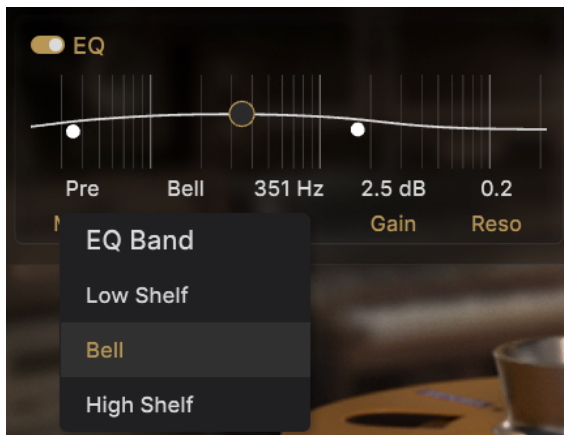 EQ
Pre Bell 351 Hz 2.5 dB 0.2
Gain Reso
EQ Band
Low Shelf
Bell
High Shelf